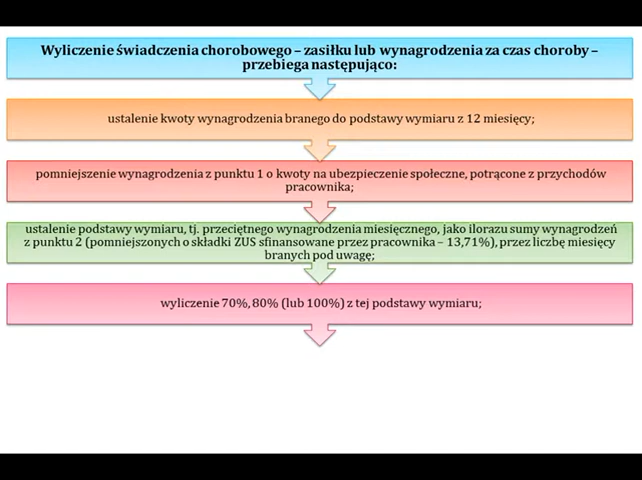 Wyliczenie świadczenia chorobowego – zasiłku lub wynagrodzenia za czas choroby –
przebiega następująco:
ustalenie kwoty wynagrodzenia branego do podstawy wymiaru z 12 miesięcy;
pomniejszenie wynagrodzenia z punktu 1 o kwoty na ubezpieczenie społeczne, potrącone z przychodów
pracownika;
ustalenie podstawy wymiaru, tj. przeciętnego wynagrodzenia miesięcznego, jako ilorazu sumy wynagrodzeń
z punktu 2 (pomniejszonych o składki ZUS sfinansowane przez pracownika – 13,71%), przez liczbę miesięcy
branych pod uwagę;
wyliczenie 70%, 80% (lub 100%) z tej podstawy wymiaru;